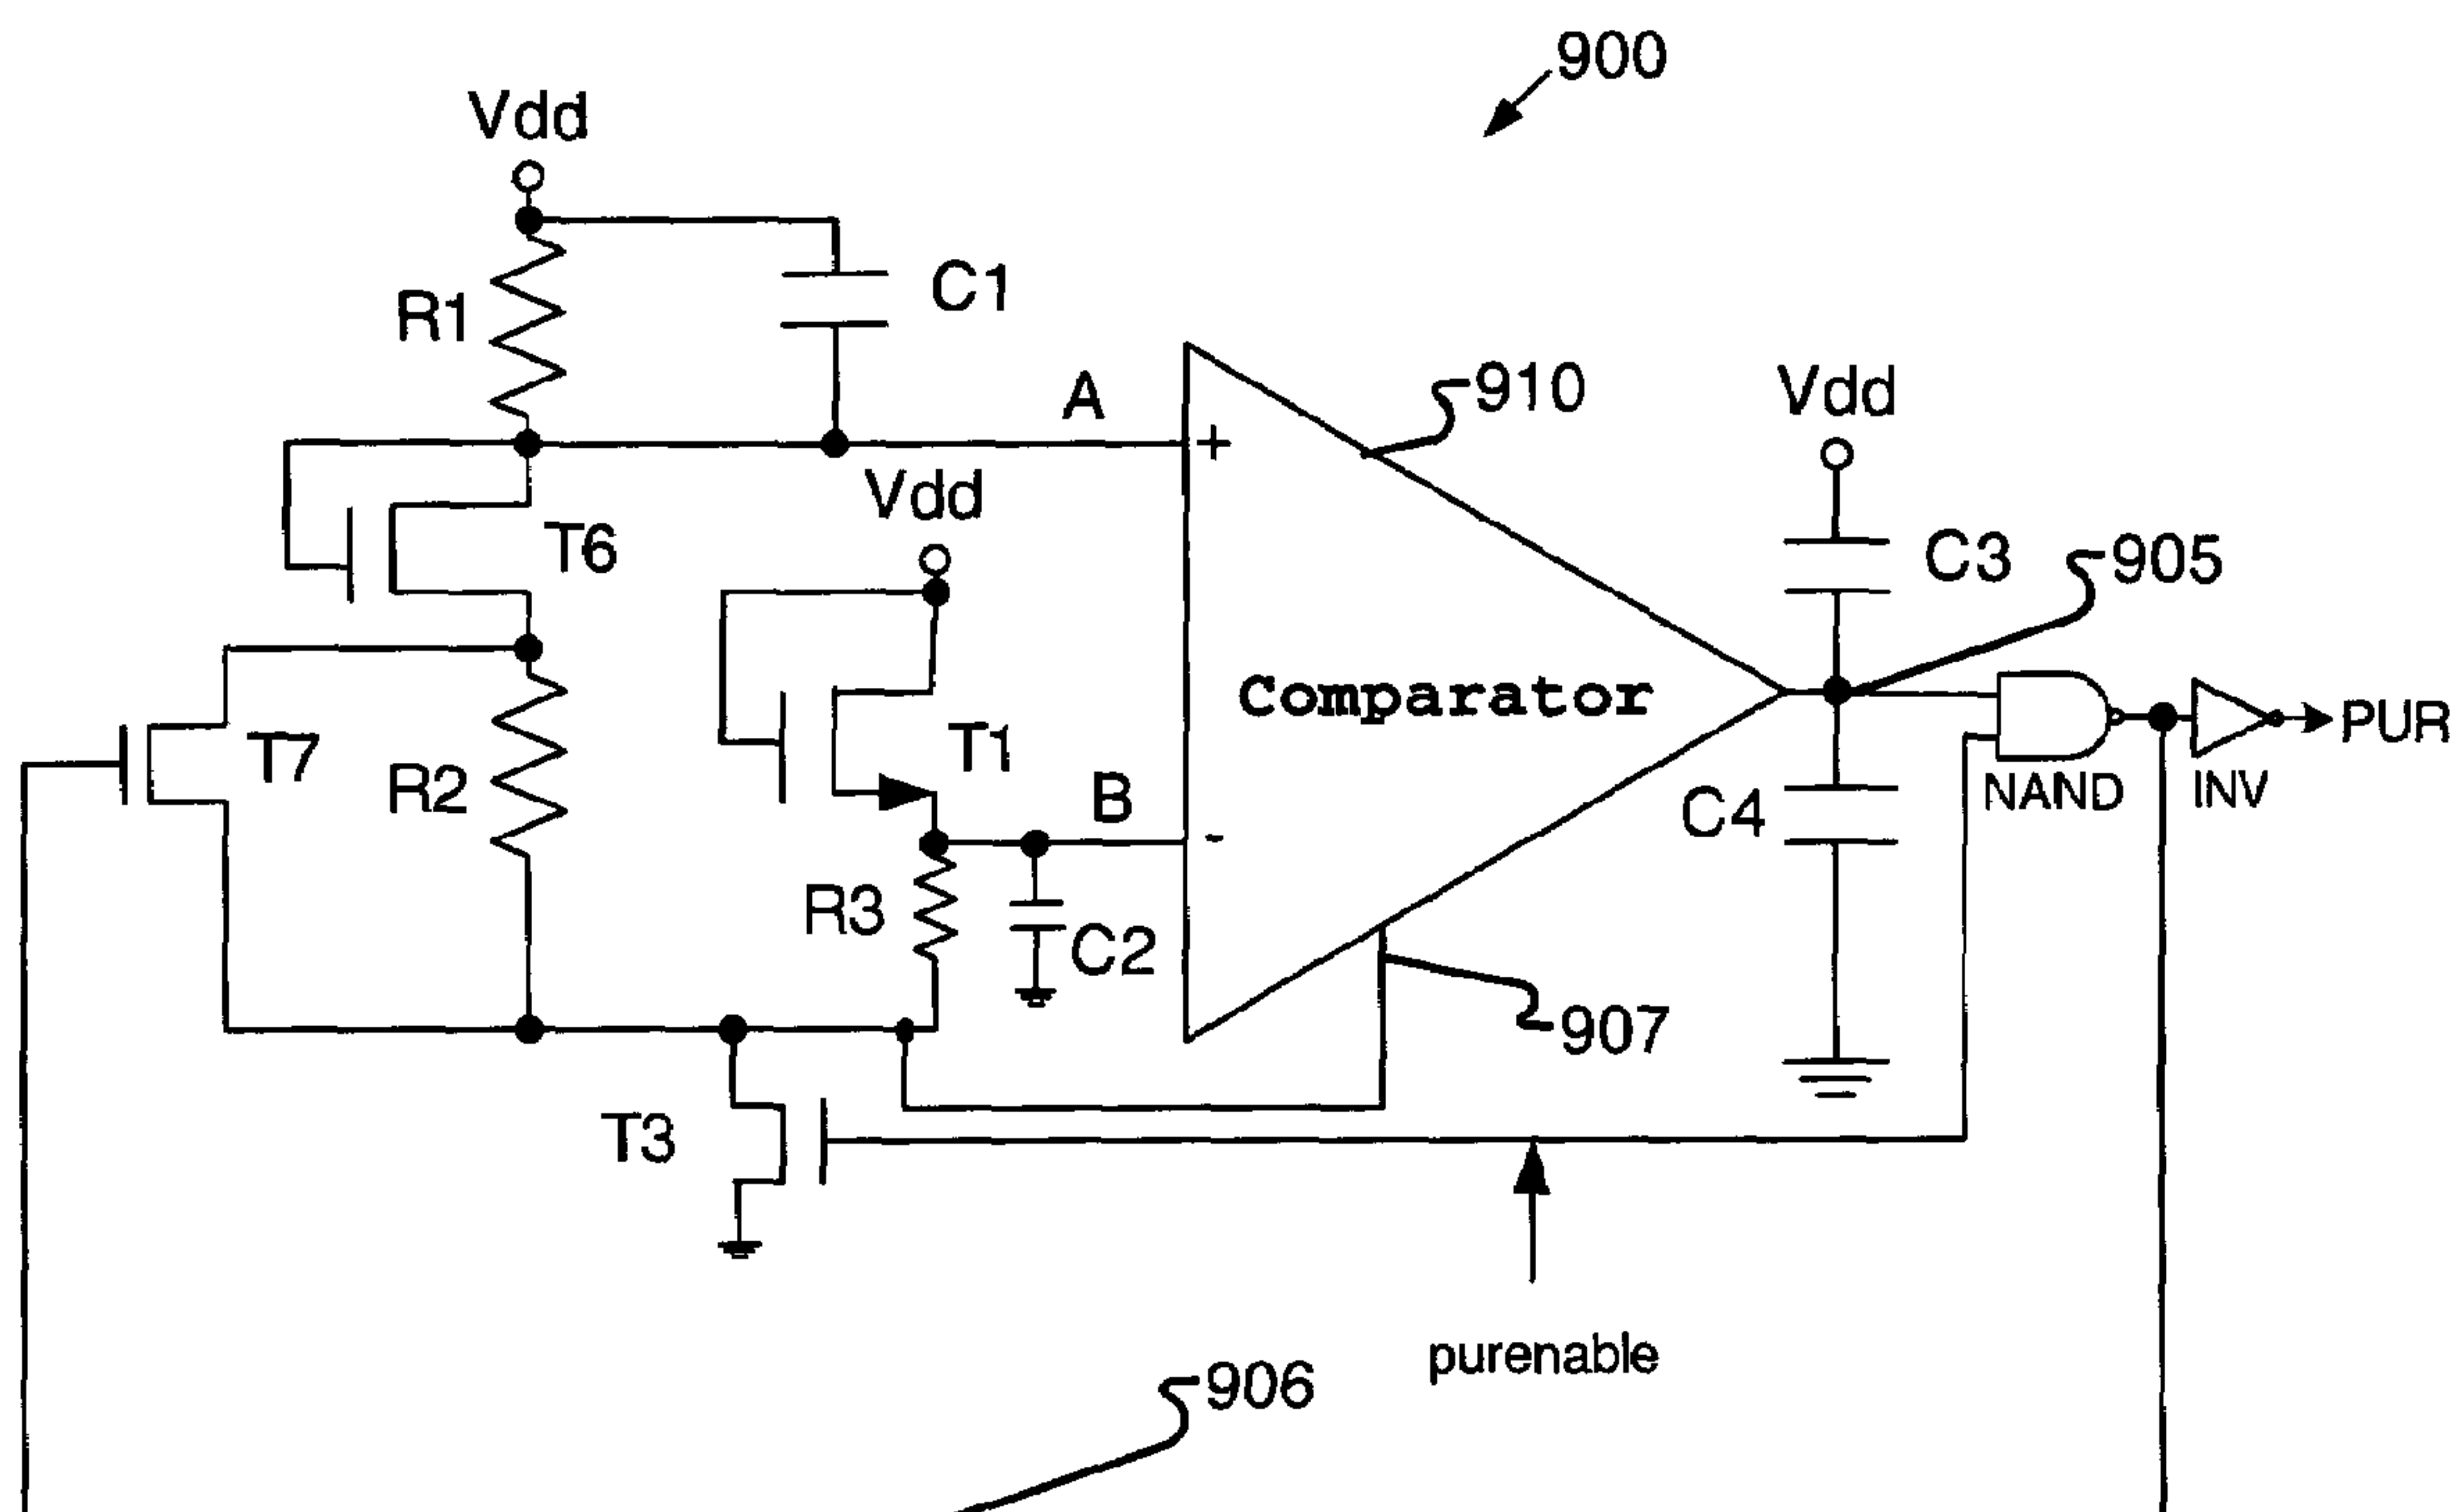 900
Vdd
R1
C1
A
910
Vdd
+
Vdd
T6
C3
905
Comparator
PUR
T7
R2
T1
B
NAND
INV
C4
-
R3
C2
907
T3
purenable
906